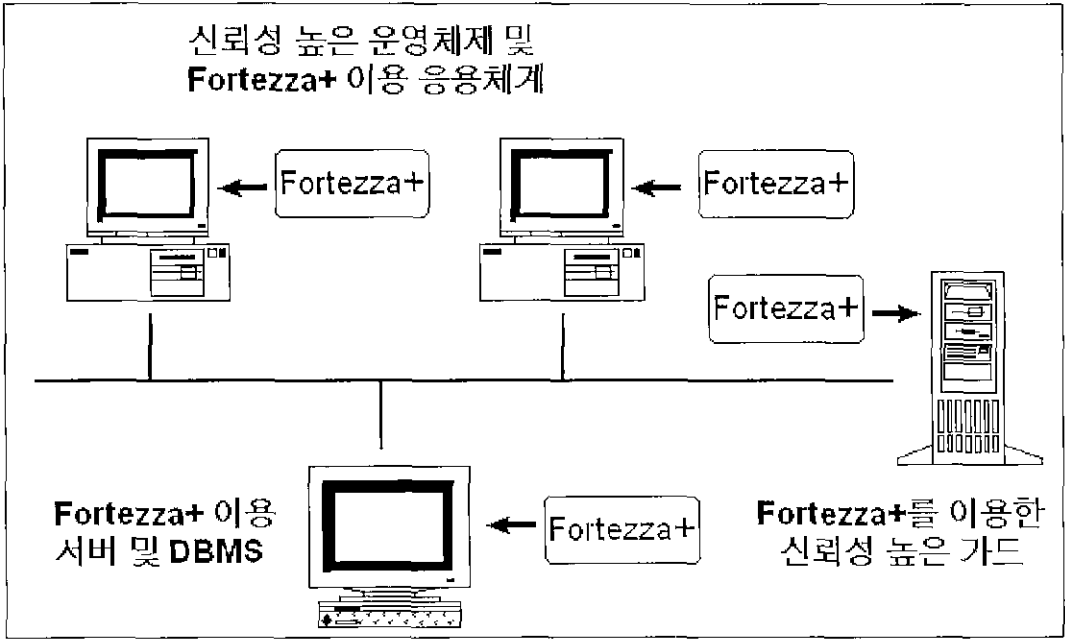 신뢰성 높은 운영체제 및
Fortezza+ 이용 응용체계
Fortezza+
Fortezza+
Fortezza+
Fortezza+ 이용
서버 및 DBMS
Fortezza+
Fortezza+를 이용한
신뢰성 높은 가드